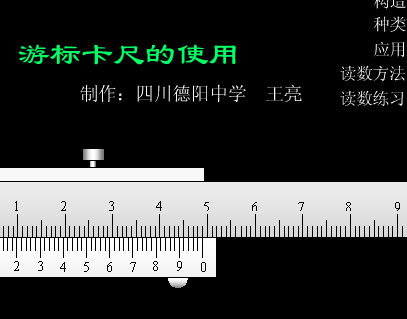 构造
种类
游标卡尺的使用
应用
读数方法
制作：四川德阳中学 王亮
读数练习
1 2 3 4 5 6 7 8 9
2 3 4 5 6 7 8 9 0